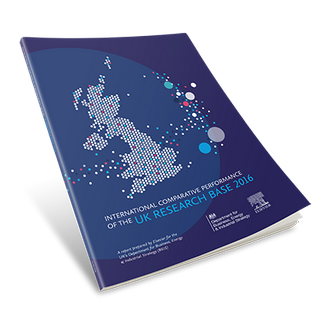 INTERNATIONAL COMPARATIVE PERFORMANCE
OF THE UK RESEARCH BASE 2016
A report prepared by Elsevier for the
UK's Department for Business, Energy
& Industrial Strategy (BEIS)
Department for
Business, Energy
& Industrial Strategy
ELSEVIER